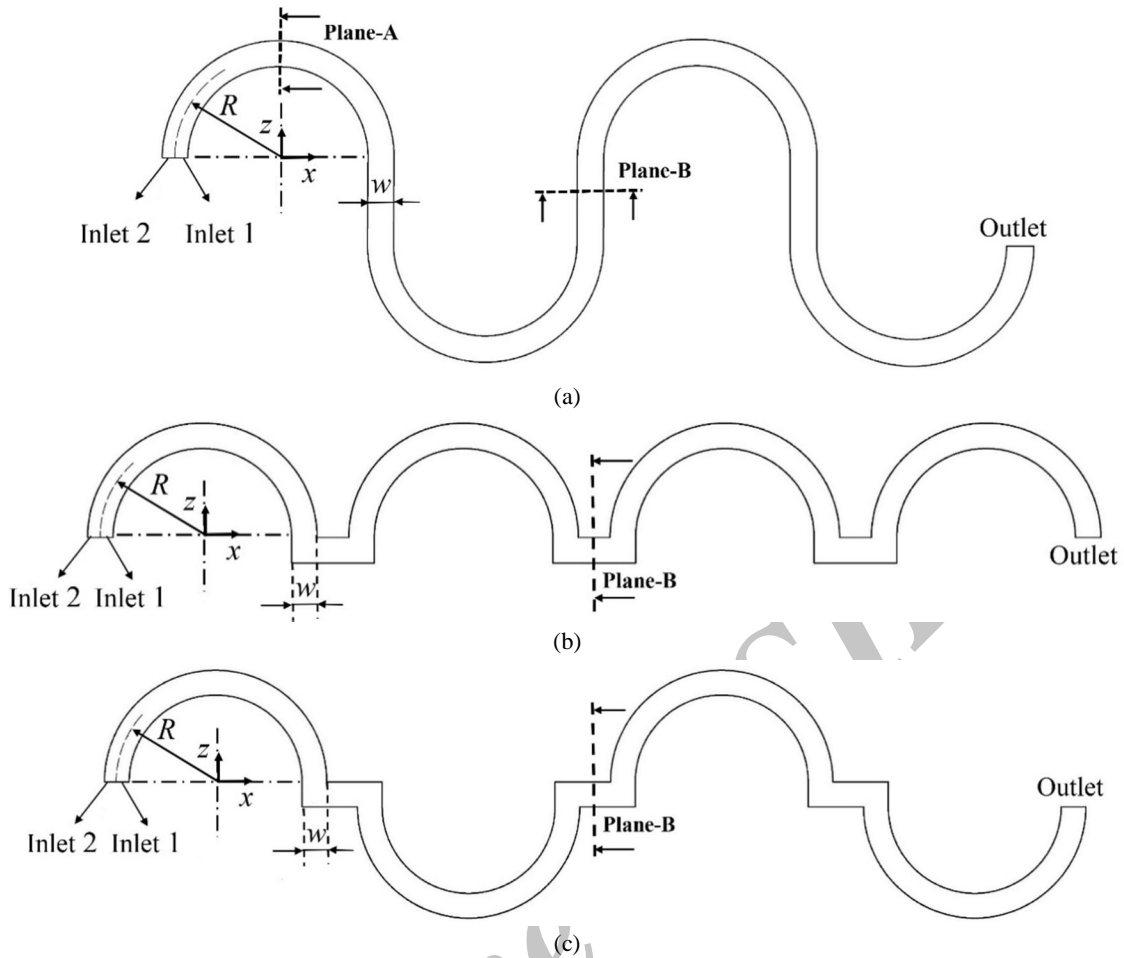 Plane-A
R
z
x
w
Plane-B
Inlet 2 Inlet 1
Outlet
(a)
R
z
x
w
Plane-B
Inlet 2 Inlet 1
Outlet
(b)
R
z
x
w
Plane-B
Inlet 2 Inlet 1
Outlet
(c)